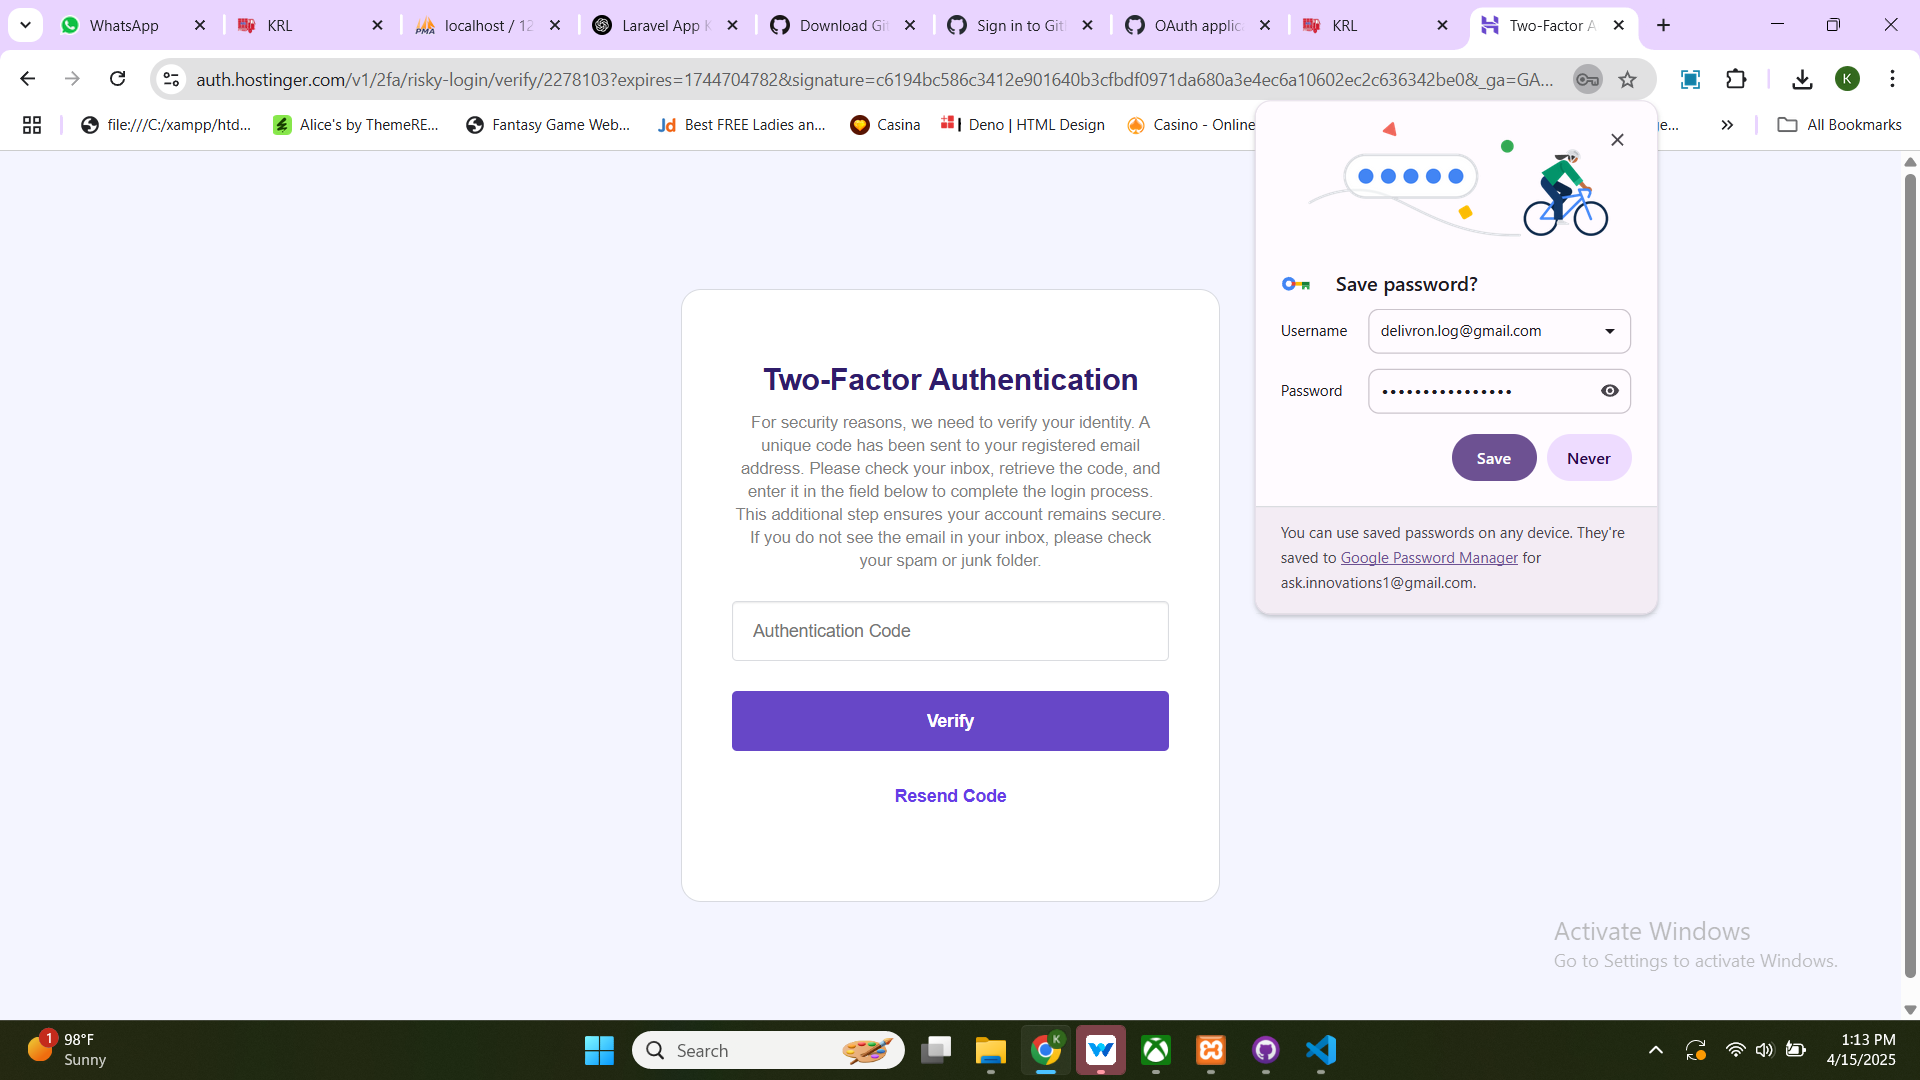 WhatsApp
KRL
localhost / 12
Laravel App K
Download Git
Sign in to Git
OAuth applica
KRL
Two-Factor A
auth.hostinger.com/v1/2fa/risky-login/verify/2278103?expires=1744704782&signature=c6194bc586c3412e901640b3cfbdf0971da680a3e4ec6a10602ec2c636342be0&_ga=GA...
K
file:///C:/xampp/htd...
Alice's by ThemeRE...
Fantasy Game Web...
Jd Best FREE Ladies an...
Casina
Deno | HTML Design
Casino - Online
e...
All Bookmarks
Save password?
Username
delivron.log@gmail.com
Password
Save
Never
You can use saved passwords on any device. They're
saved to Google Password Manager for
ask.innovations1@gmail.com.
Two-Factor Authentication
For security reasons, we need to verify your identity. A
unique code has been sent to your registered email
address. Please check your inbox, retrieve the code, and
enter it in the field below to complete the login process.
This additional step ensures your account remains secure.
If you do not see the email in your inbox, please check
your spam or junk folder.
Authentication Code
Verify
Resend Code
Activate Windows
Go to Settings to activate Windows.
1
98°F
Sunny
Search
K
1:13 PM
4/15/2025